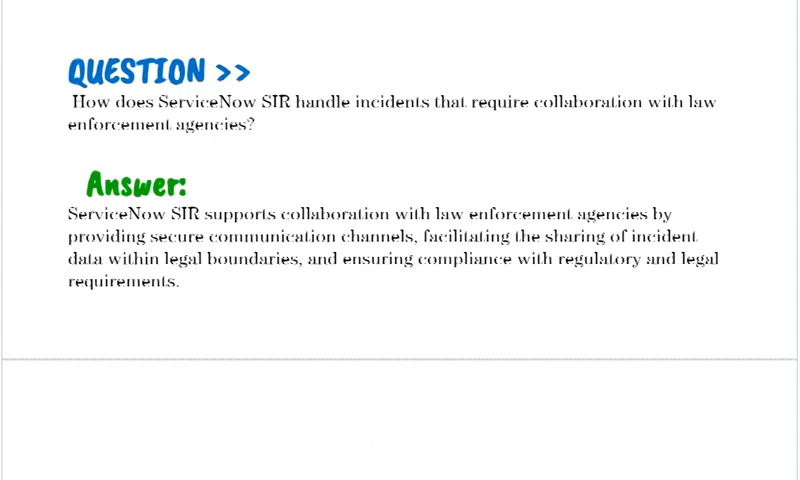 QUESTION >>
How does ServiceNow SIR handle incidents that require collaboration with law
enforcement agencies?
Answer:
ServiceNow SIR supports collaboration with law enforcement agencies by
providing secure communication channels, facilitating the sharing of incident
data within legal boundaries, and ensuring compliance with regulatory and legal
requirements.